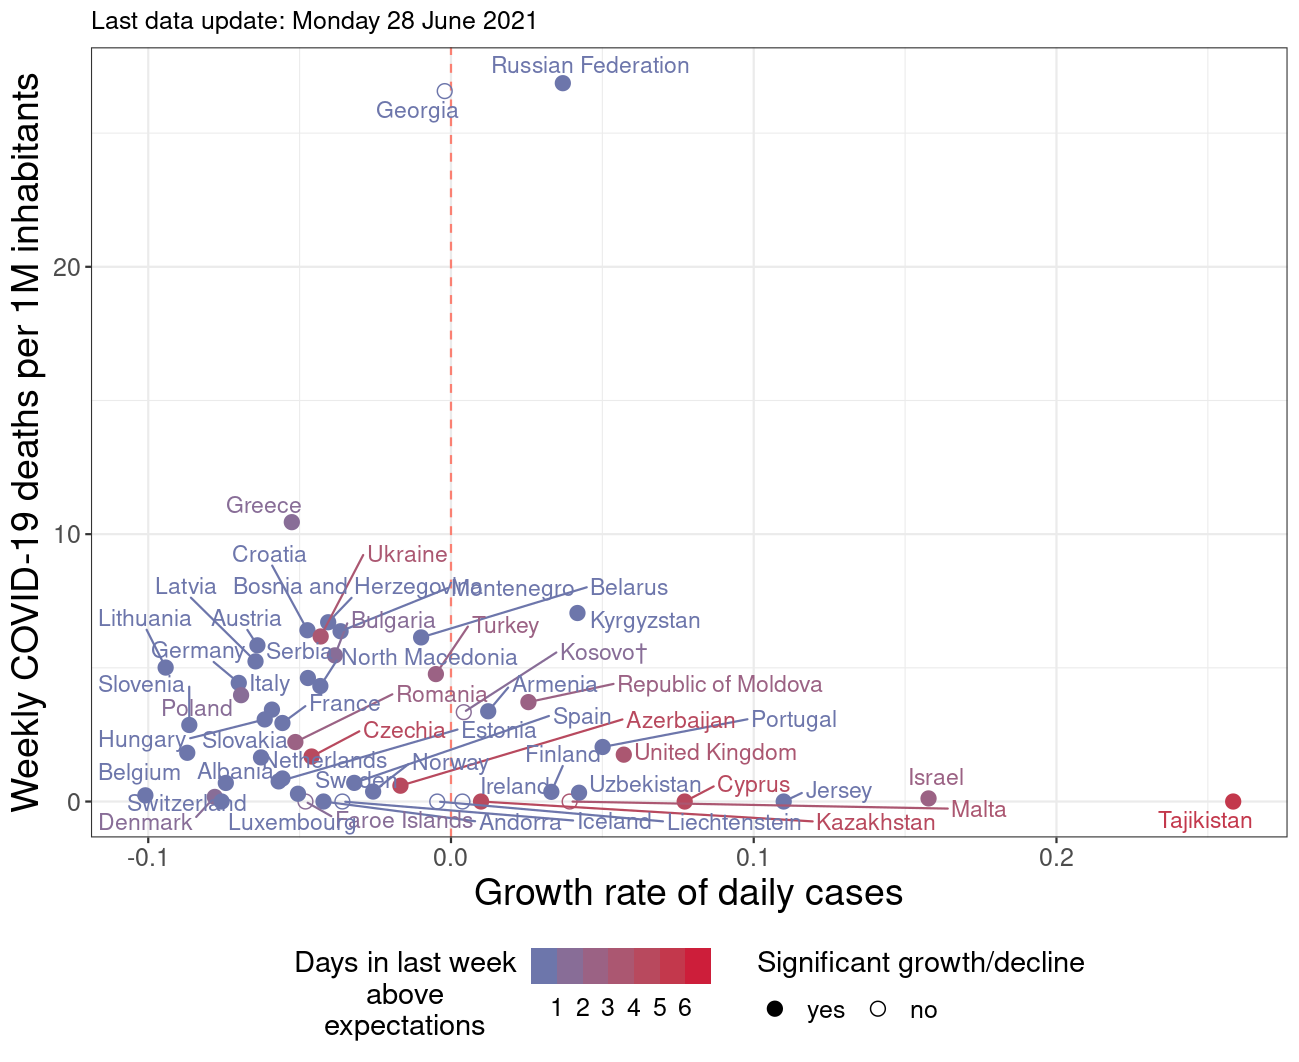 Last data update: Monday 28 June 2021
Weekly COVID-19 deaths per 1M inhabitants
Russian Federation
Georgia
20
Greece
10
Croatia
Ukraine
Latvia
Bosnia and Herzegovina
Montenegro
Belarus
Lithuania
Austria
Bulgaria
Turkey
Kyrgyzstan
Germany
Serbia
North Macedonia
Kosovo†
Slovenia
Italy
Romania
Armenia
Republic of Moldova
Poland
France
Spain
Azerbaijan
Portugal
Hungary
Slovakia
Czechia
Estonia
Netherlands
Norway
Finland
United Kingdom
Belgium
Albania
Sweden
Ireland
Uzbekistan
Cyprus
Jersey
Israel
0
Switzerland
Malta
Denmark
Luxembourg
Faroe Islands
Andorra
Iceland
Liechtenstein
Kazakhstan
Tajikistan
-0.1
0.0
0.1
0.2
Growth rate of daily cases
Days in last week
above
expectations
1 2 3 4 5 6
Significant growth/decline
yes
no